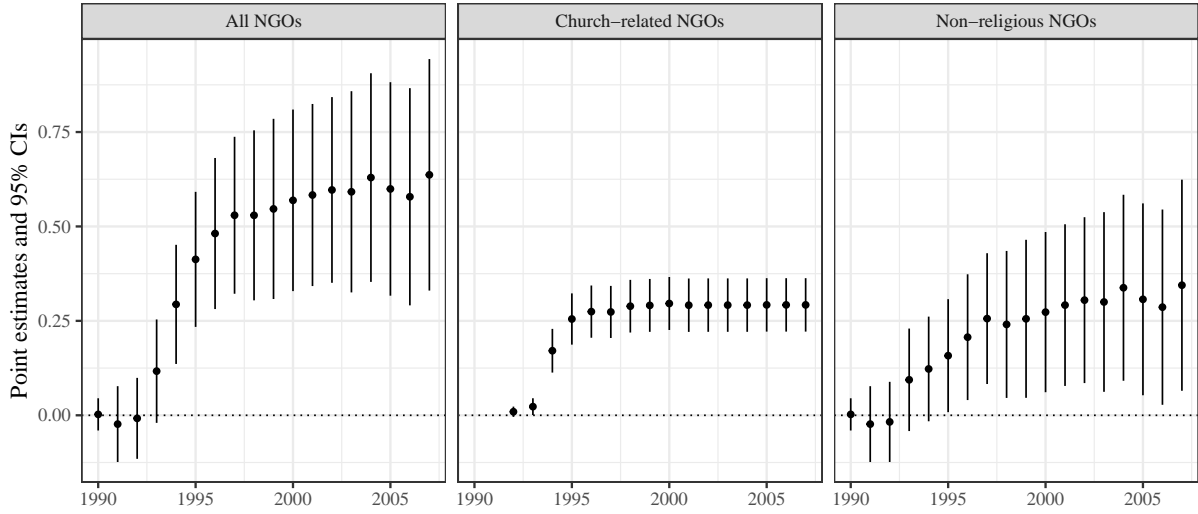 All NGOs
Church−related NGOs
Non−religious NGOs
Point estimates and 95% CIs
0.75
0.50
0.25
0.00
1990 1995 2000 2005
1990 1995 2000 2005
1990 1995 2000 2005